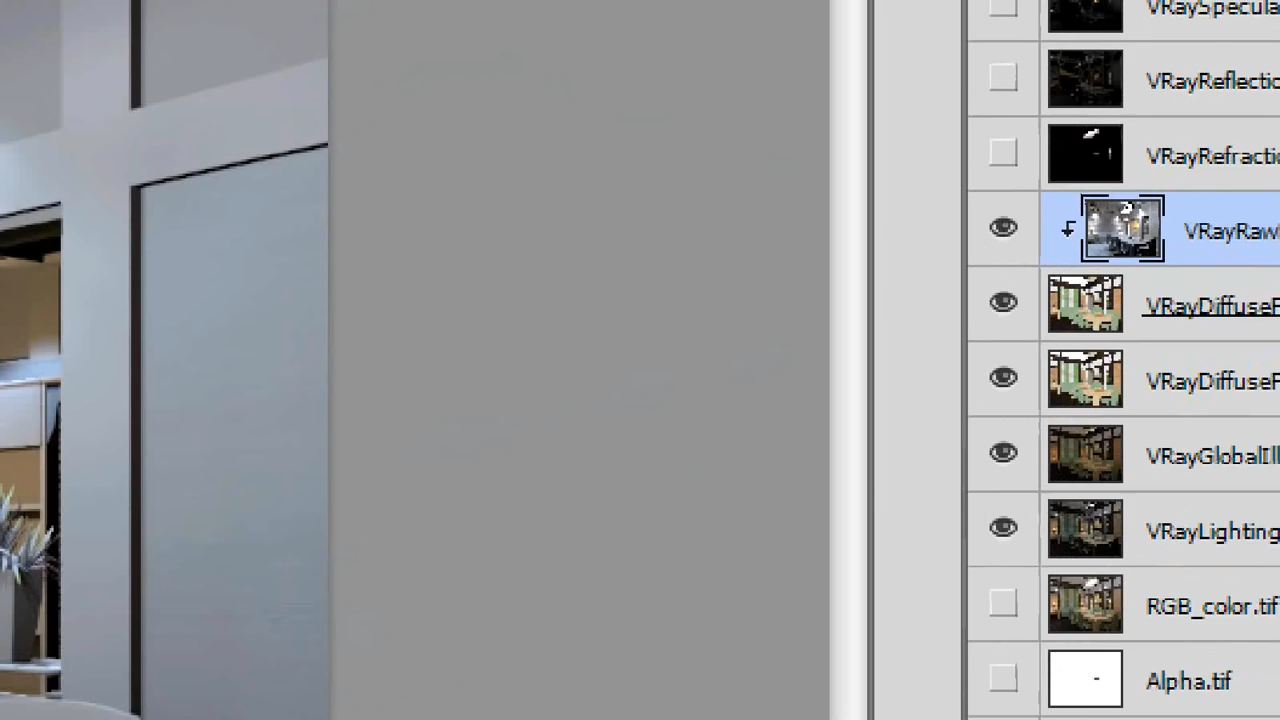 VRaySpecula
VRayReflectio
VRayRefractio
VRayRaw
VRayDiffuseF
VRayDiffuseF
VRayGlobalIll
VRayLighting
RGB_color.tif
Alpha.tif